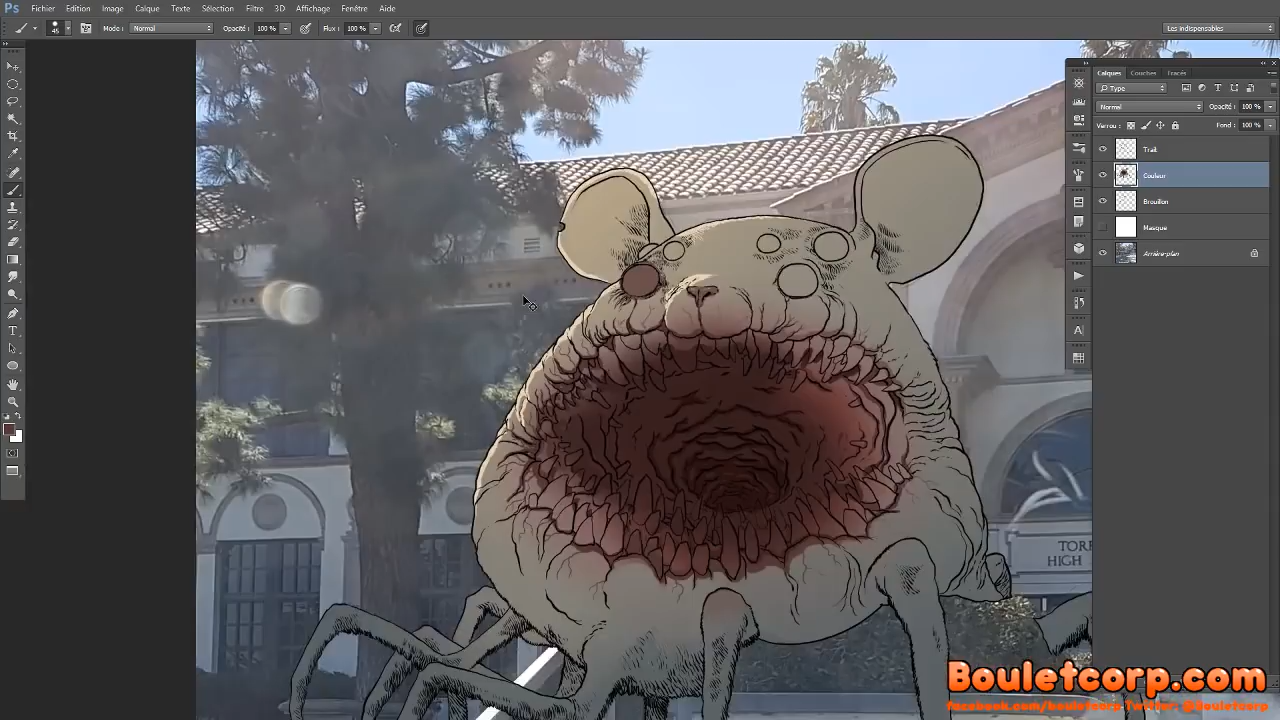 Ps Fichier Edition Image Calque Texte Sélection Filtre 3D Affichage Fenêtre Aide
45 Mode : Normal Opacité : 100 % Flux : 100 % Les indispensables
Calques Couches Tracés
Type
Normal Opacité : 100 %
Verrou : Fond : 100 %
Trait
Couleur
Brouillon
Masque
Arrière-plan
HIGH
Bouletcorp.com
facebook.com/bouletcorp Twitter: @Bouletcorp